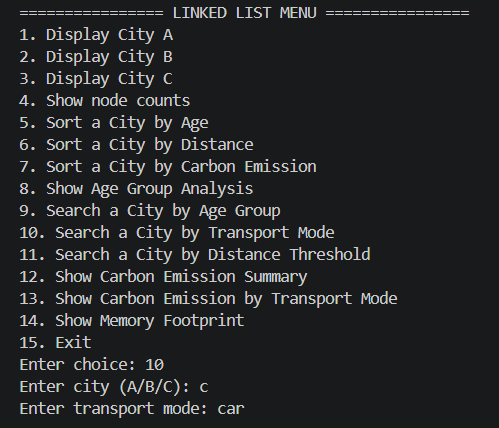 ================ LINKED LIST MENU ================
1. Display City A
2. Display City B
3. Display City C
4. Show node counts
5. Sort a City by Age
6. Sort a City by Distance
7. Sort a City by Carbon Emission
8. Show Age Group Analysis
9. Search a City by Age Group
10. Search a City by Transport Mode
11. Search a City by Distance Threshold
12. Show Carbon Emission Summary
13. Show Carbon Emission by Transport Mode
14. Show Memory Footprint
15. Exit
Enter choice: 10
Enter city (A/B/C): c
Enter transport mode: car